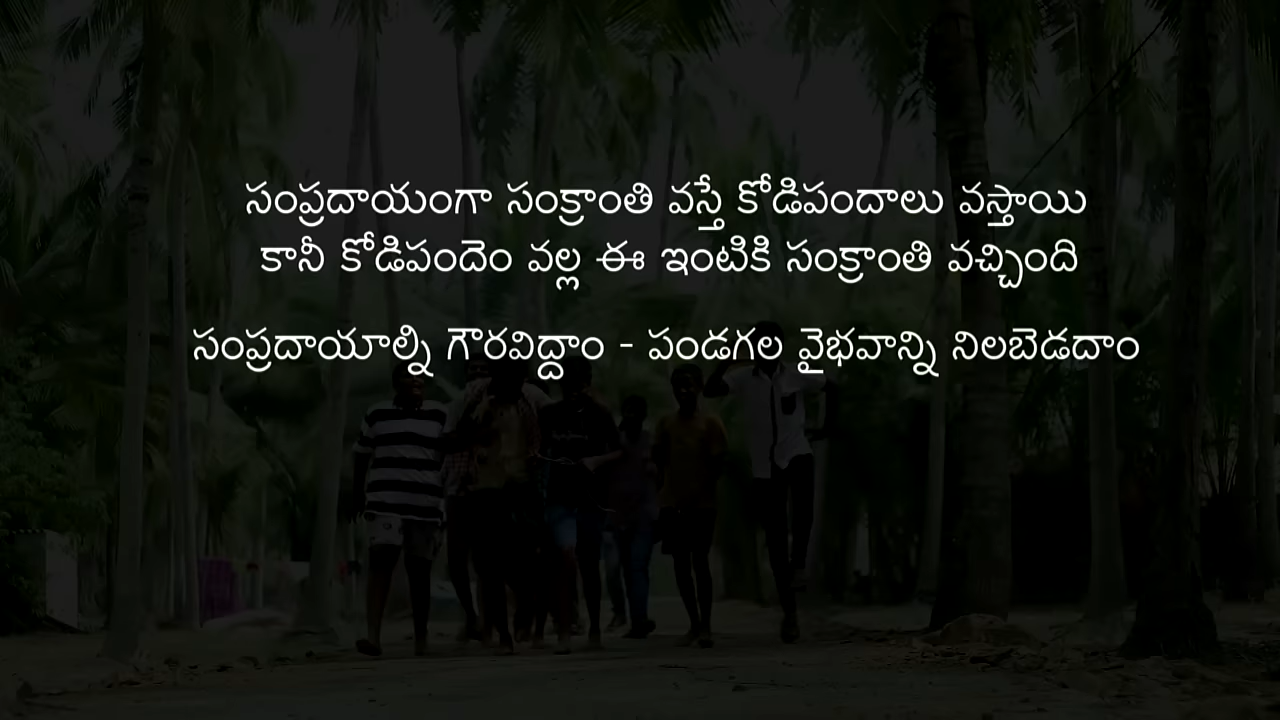 సంప్రదాయంగా సంక్రాంతి వస్తే కోడిపందాలు వస్తాయి
కానీ కోడిపందెం వల్ల ఈ ఇంటికి సంక్రాంతి వచ్చింది
సంప్రదాయాల్ని గౌరవిద్దాం - పండగల వైభవాన్ని నిలబెడదాం